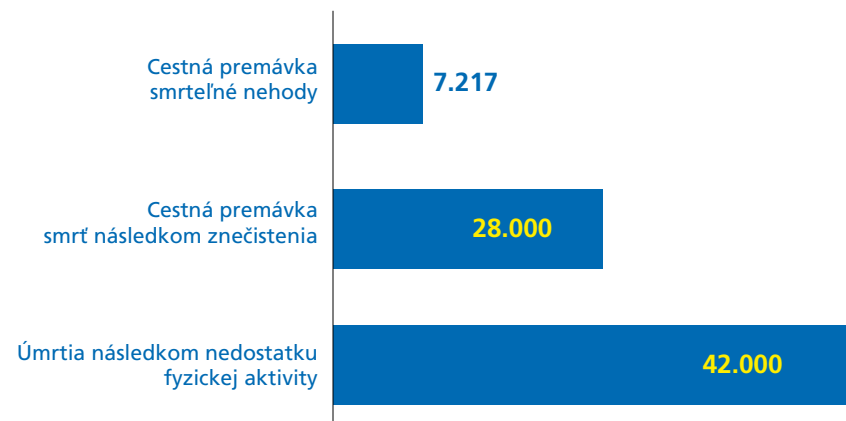 Cestná premávka
smrteľné nehody
7.217
Cestná premávka
smrť následkom znečistenia
28.000
Úmrtia následkom nedostatku
fyzickej aktivity
42.000